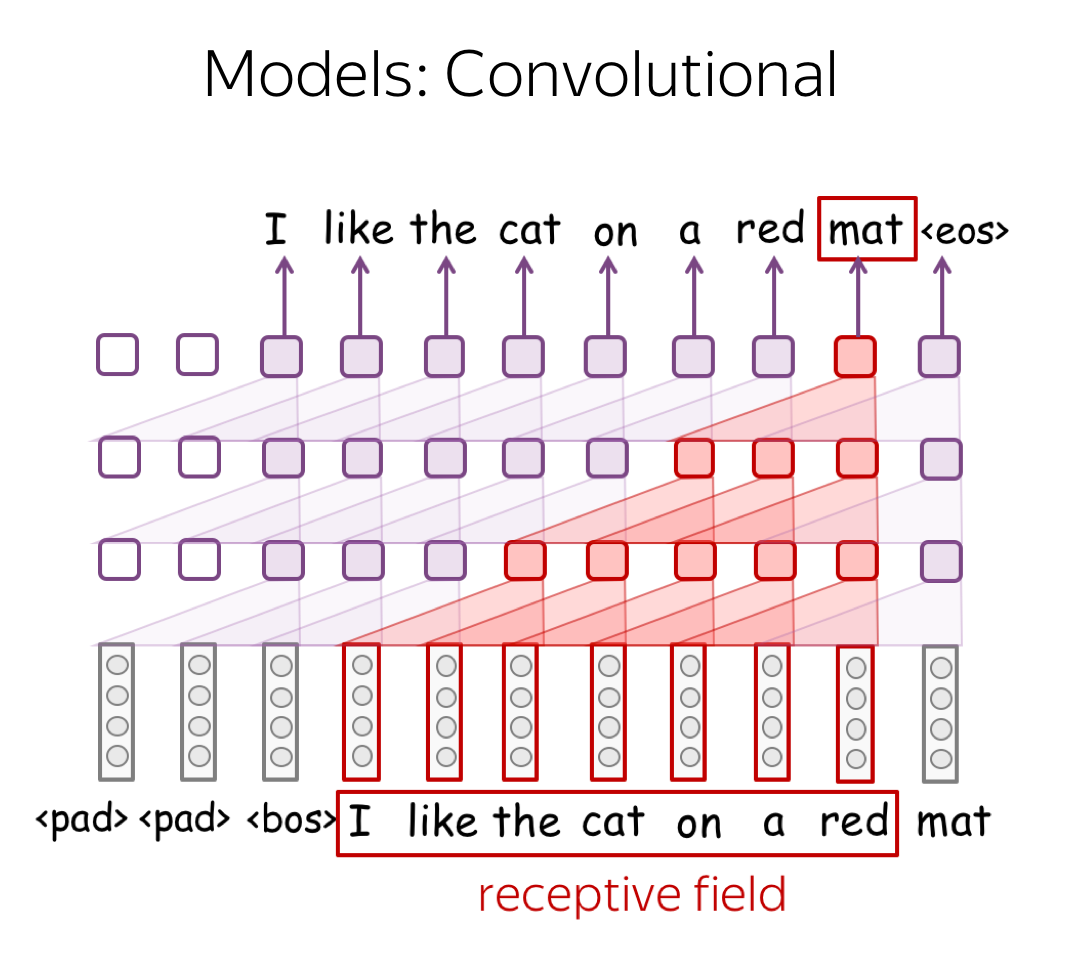 Models: Convolutional
I like the cat on a red mat <eos>
<pad> <pad> <bos> I like the cat on a red mat
receptive field